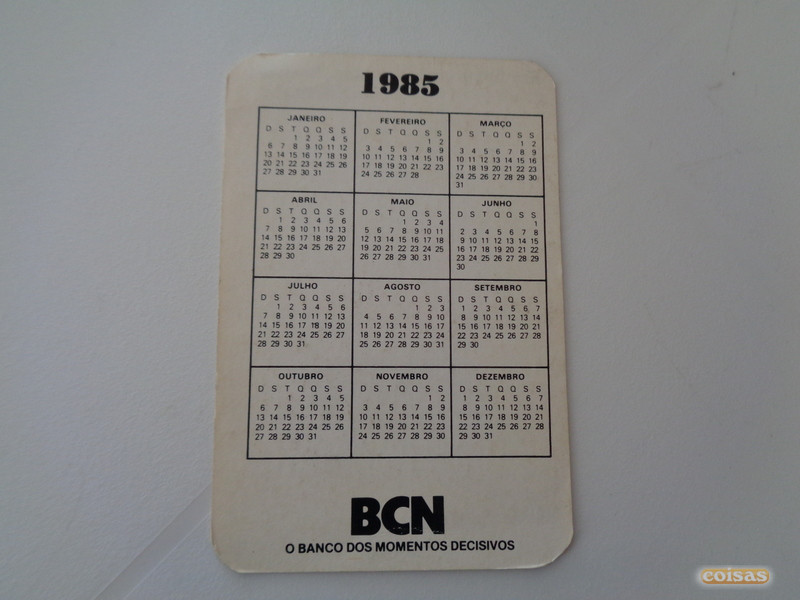 1985
JANEIRO
D S T Q Q S S
1 2 3 4 5
6 7 8 9 10 11 12
13 14 15 16 17 18 19
20 21 22 23 24 25 26
27 28 29 30 31
FEVEREIRO
D S T Q Q S S
1 2
3 4 5 6 7 8 9
10 11 12 13 14 15 16
17 18 19 20 21 22 23
24 25 26 27 28
MARÇO
D S T Q Q S S
1 2
3 4 5 6 7 8 9
10 11 12 13 14 15 16
17 18 19 20 21 22 23
24 25 26 27 28 29 30
31
ABRIL
D S T Q Q S S
1 2 3 4 5 6
7 8 9 10 11 12 13
14 15 16 17 18 19 20
21 22 23 24 25 26 27
28 29 30
MAIO
D S T Q Q S S
1 2 3 4
5 6 7 8 9 10 11
12 13 14 15 16 17 18
19 20 21 22 23 24 25
26 27 28 29 30 31
JUNHO
D S T Q Q S S
1
2 3 4 5 6 7 8
9 10 11 12 13 14 15
16 17 18 19 20 21 22
23 24 25 26 27 28 29
30
JULHO
D S T Q Q S S
1 2 3 4 5 6
7 8 9 10 11 12 13
14 15 16 17 18 19 20
21 22 23 24 25 26 27
28 29 30 31
AGOSTO
D S T Q Q S S
1 2 3
4 5 6 7 8 9 10
11 12 13 14 15 16 17
18 19 20 21 22 23 24
25 26 27 28 29 30 31
SETEMBRO
D S T Q Q S S
1 2 3 4 5 6 7
8 9 10 11 12 13 14
15 16 17 18 19 20 21
22 23 24 25 26 27 28
29 30
OUTUBRO
D S T Q Q S S
1 2 3 4 5
6 7 8 9 10 11 12
13 14 15 16 17 18 19
20 21 22 23 24 25 26
27 28 29 30 31
NOVEMBRO
D S T Q Q S S
1 2
3 4 5 6 7 8 9
10 11 12 13 14 15 16
17 18 19 20 21 22 23
24 25 26 27 28 29 30
DEZEMBRO
D S T Q Q S S
1 2 3 4 5 6 7
8 9 10 11 12 13 14
15 16 17 18 19 20 21
22 23 24 25 26 27 28
29 30 31
BCN
O BANCO DOS MOMENTOS DECISIVOS
coisas